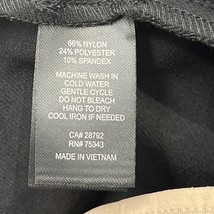 66% NYLON
24% POLYESTER
10% SPANDEX
MACHINE WASH IN
COLD WATER
GENTLE CYCLE
DO NOT BLEACH
HANG TO DRY
COOL IRON IF NEEDED
CA# 28792
RN# 75343
MADE IN VIETNAM